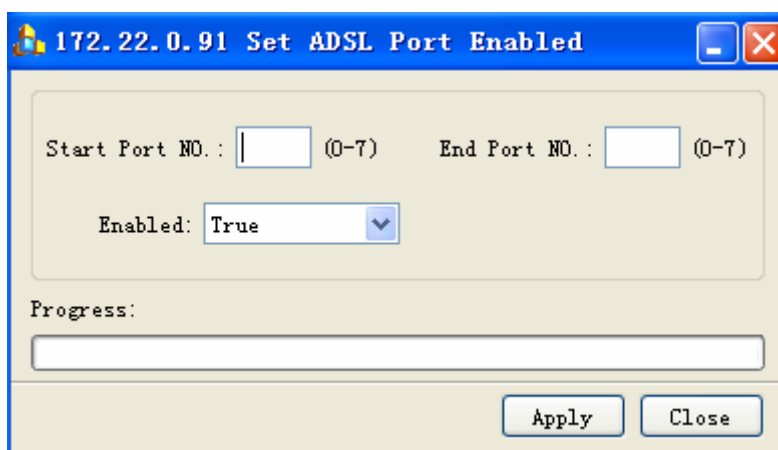 172.22.0.91 Set ADSL Port Enabled
Start Port NO.: (0-7) End Port NO.: (0-7)
Enabled: True
Progress:
Apply Close